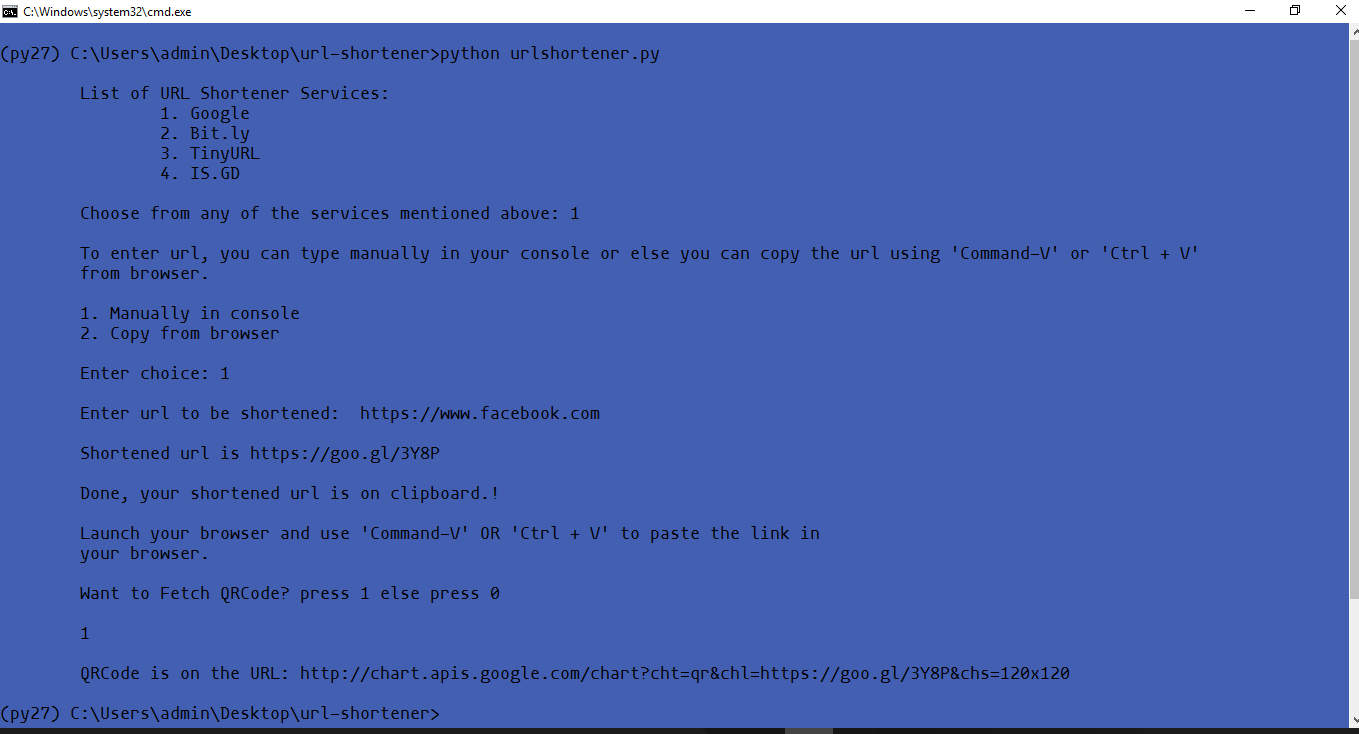 C:\Windows\system32\cmd.exe
(py27) C:\Users\admin\Desktop\url-shortener>python urlshortener.py
List of URL Shortener Services:
1. Google
2. Bit.ly
3. TinyURL
4. IS.GD
Choose from any of the services mentioned above: 1
To enter url, you can type manually in your console or else you can copy the url using 'Command-V' or 'Ctrl + V'
from browser.
1. Manually in console
2. Copy from browser
Enter choice: 1
Enter url to be shortened:  https://www.facebook.com
Shortened url is https://goo.gl/3Y8P
Done, your shortened url is on clipboard.!
Launch your browser and use 'Command-V' OR 'Ctrl + V' to paste the link in
your browser.
Want to Fetch QRCode? press 1 else press 0
1
QRCode is on the URL: http://chart.apis.google.com/chart?cht=qr&chl=https://goo.gl/3Y8P&chs=120x120
(py27) C:\Users\admin\Desktop\url-shortener>